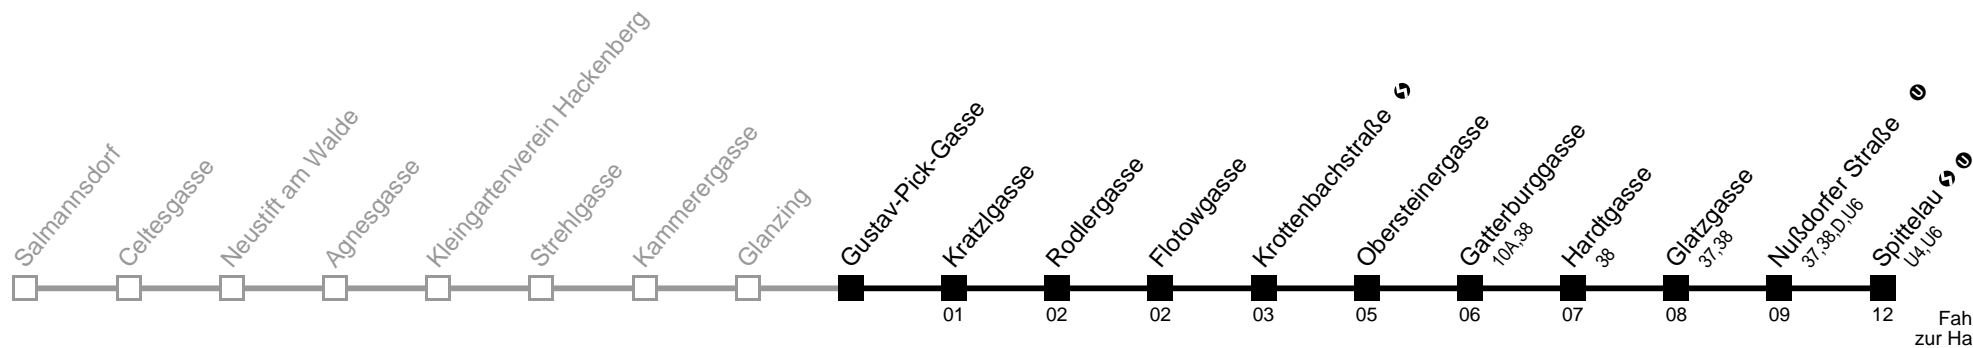 Salmannsdorf
Celtesgasse
Neustift am Walde
Agnesgasse
Kleingartenverein Hackenberg
Strehlgasse
Kammerergasse
Glanzing
Gustav-Pick-Gasse
Kratzlgasse
Rodlergasse
Flotowgasse
Krottenbachstraße S
Obersteinergasse
Gatterburggasse
10A,38
Hardtgasse
38
Glatzgasse
37,38
Nußdorfer Straße U
37,38,D,U6
Spittelau S U
U4,U6
01 02 02 03 05 06 07 08 09 12
Fah
zur Ha